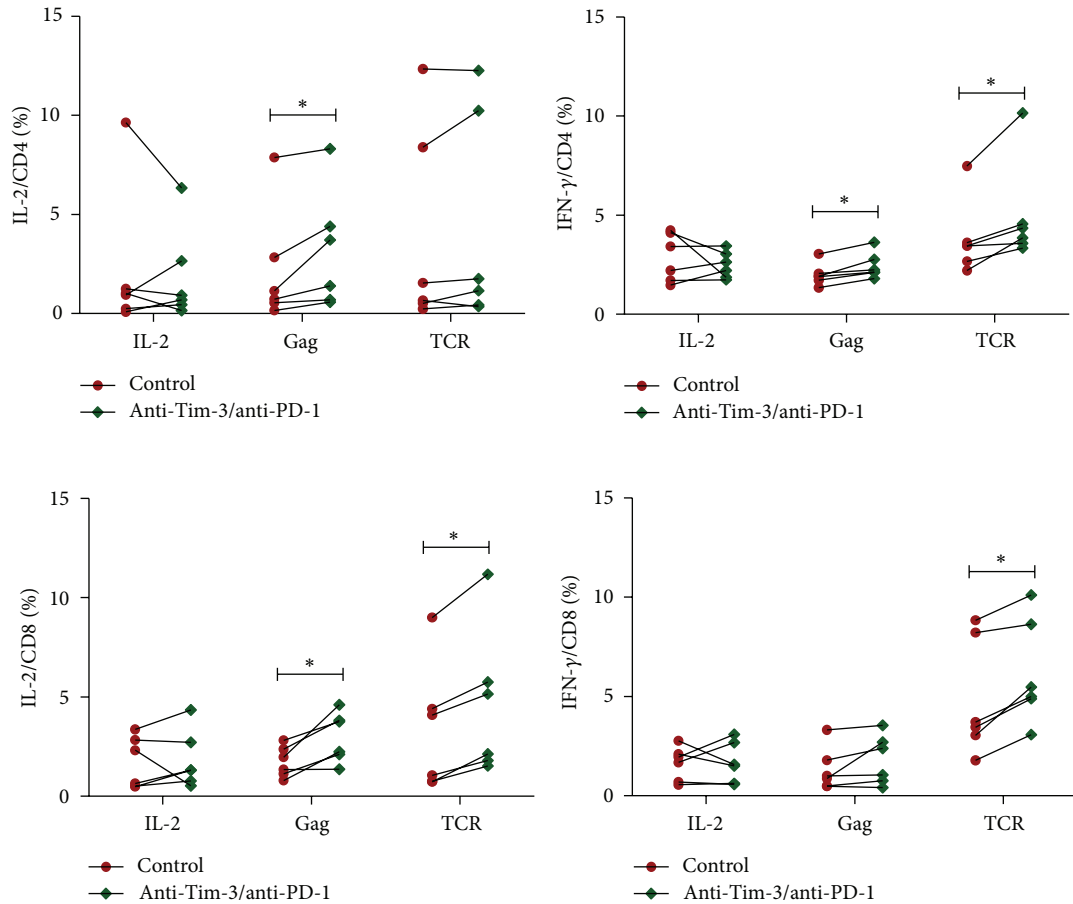 15
10
5
0
IL-2/CD4 (%)
*
IL-2
Gag
TCR
Control
Anti-Tim-3/anti-PD-1
15
10
5
0
IFN-γ/CD4 (%)
*
*
IL-2
Gag
TCR
Control
Anti-Tim-3/anti-PD-1
15
10
5
0
IL-2/CD8 (%)
*
*
IL-2
Gag
TCR
Control
Anti-Tim-3/anti-PD-1
15
10
5
0
IFN-γ/CD8 (%)
*
IL-2
Gag
TCR
Control
Anti-Tim-3/anti-PD-1